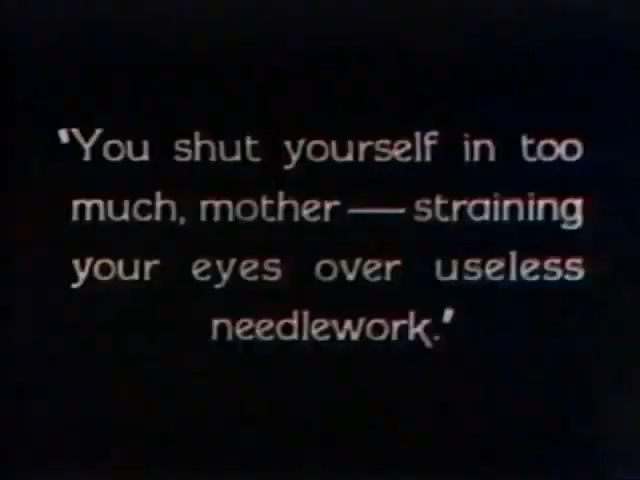 "You shut yourself in too
much, mother — straining
your eyes over useless
needlework."